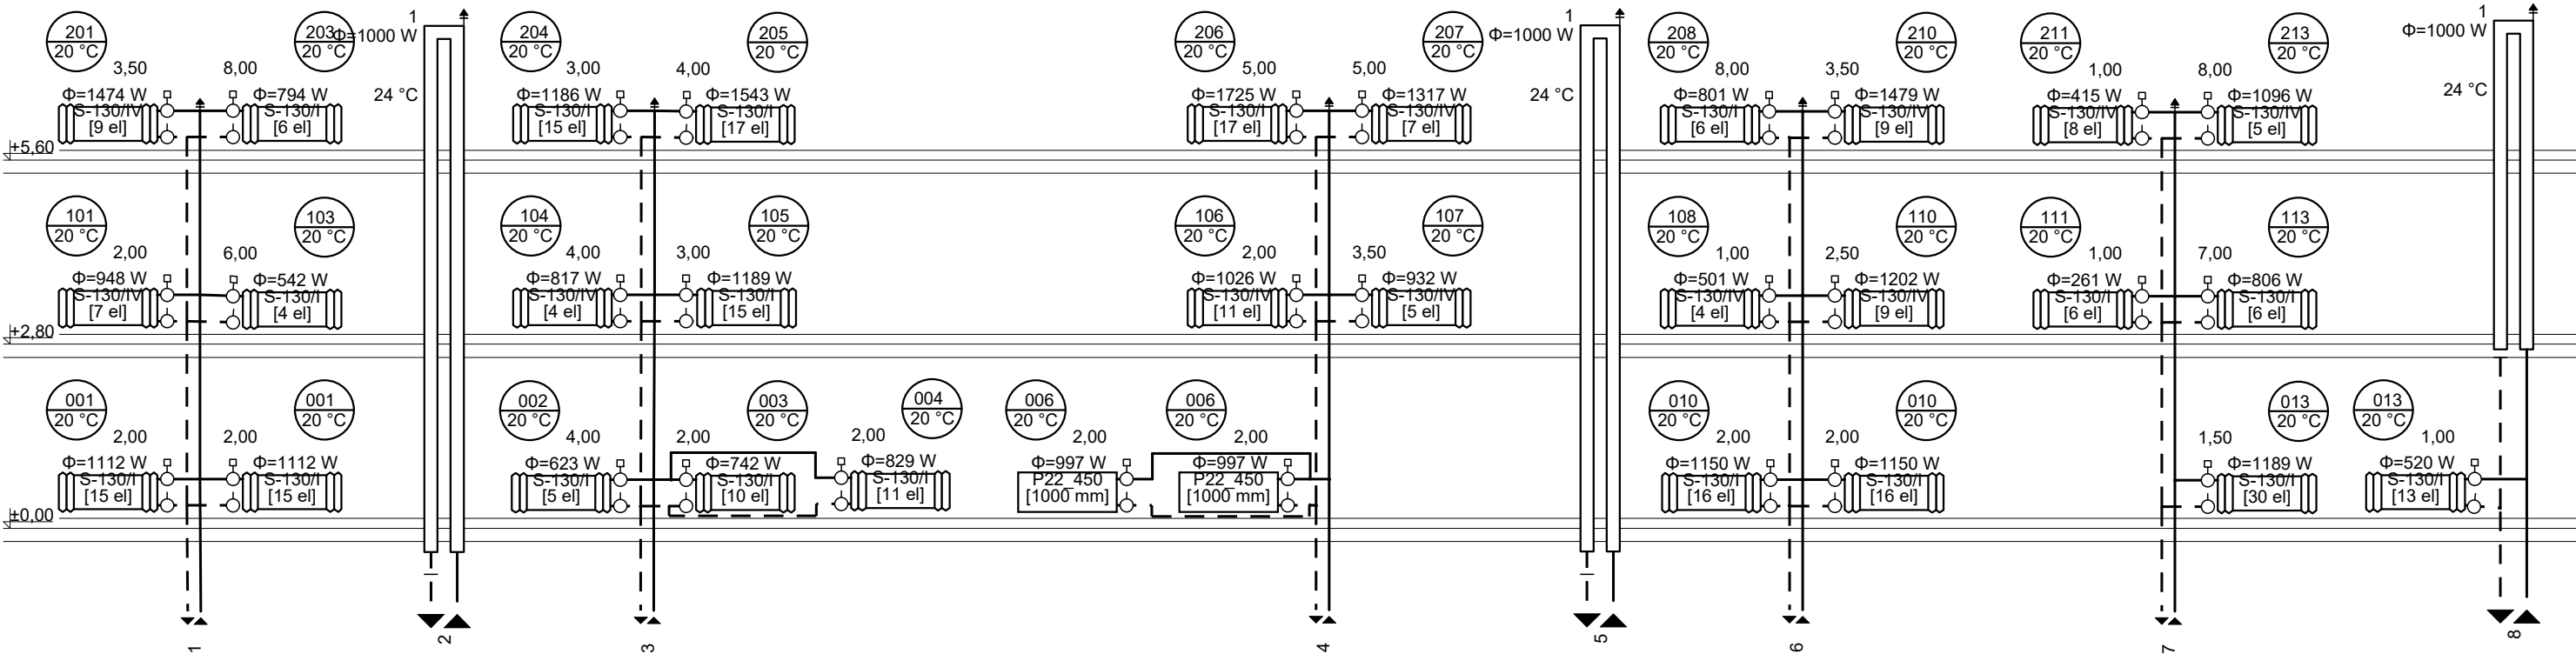 1
1
1
201
20 °C
203
20 °C
Φ=1000 W
204
20 °C
205
20 °C
206
20 °C
207
20 °C
Φ=1000 W
208
20 °C
210
20 °C
211
20 °C
213
20 °C
Φ=1000 W
3,50
8,00
3,00
4,00
5,00
5,00
8,00
3,50
1,00
8,00
24 °C
24 °C
24 °C
Φ=1474 W
S-130/IV
[9 el]
Φ=794 W
S-130/I
[6 el]
Φ=1186 W
S-130/I
[15 el]
Φ=1543 W
S-130/I
[17 el]
Φ=1725 W
S-130/I
[17 el]
Φ=1317 W
S-130/IV
[7 el]
Φ=801 W
S-130/I
[6 el]
Φ=1479 W
S-130/IV
[9 el]
Φ=415 W
S-130/IV
[8 el]
Φ=1096 W
S-130/IV
[5 el]
+5,60
101
20 °C
103
20 °C
104
20 °C
105
20 °C
106
20 °C
107
20 °C
108
20 °C
110
20 °C
111
20 °C
113
20 °C
2,00
6,00
4,00
3,00
2,00
3,50
1,00
2,50
1,00
7,00
Φ=948 W
S-130/IV
[7 el]
Φ=542 W
S-130/I
[4 el]
Φ=817 W
S-130/IV
[4 el]
Φ=1189 W
S-130/I
[15 el]
Φ=1026 W
S-130/IV
[11 el]
Φ=932 W
S-130/IV
[5 el]
Φ=501 W
S-130/IV
[4 el]
Φ=1202 W
S-130/IV
[9 el]
Φ=261 W
S-130/I
[6 el]
Φ=806 W
S-130/I
[6 el]
+2,80
001
20 °C
001
20 °C
002
20 °C
003
20 °C
004
20 °C
006
20 °C
006
20 °C
010
20 °C
010
20 °C
013
20 °C
013
20 °C
2,00
2,00
4,00
2,00
2,00
2,00
2,00
2,00
2,00
1,50
1,00
Φ=1112 W
S-130/I
[15 el]
Φ=1112 W
S-130/I
[15 el]
Φ=623 W
S-130/I
[5 el]
Φ=742 W
S-130/I
[10 el]
Φ=829 W
S-130/I
[11 el]
Φ=997 W
P22_450
[1000 mm]
Φ=997 W
P22_450
[1000 mm]
Φ=1150 W
S-130/I
[16 el]
Φ=1150 W
S-130/I
[16 el]
Φ=1189 W
S-130/I
[30 el]
Φ=520 W
S-130/I
[13 el]
±0,00
1
2
3
4
5
6
7
8